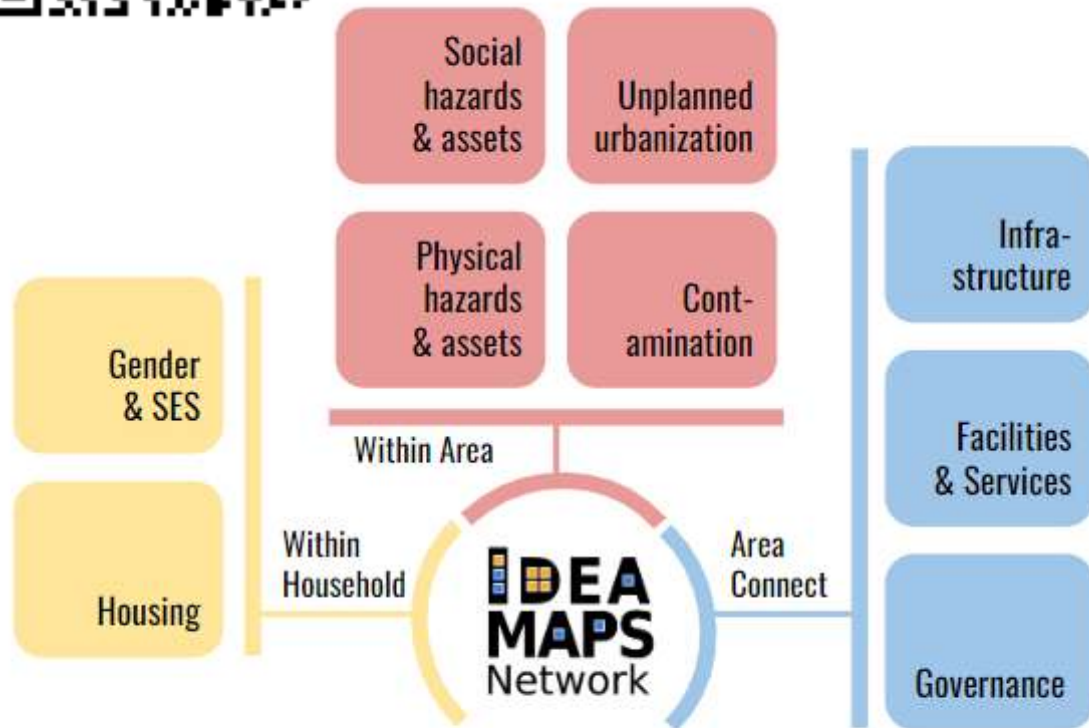 Social
hazards
& assets
Unplanned
urbanization
Physical
hazards
& assets
Cont-
amination
Within Area
Gender
& SES
Housing
Within
Household
IDEA
MAPS
Network
Area
Connect
Infra-
structure
Facilities
& Services
Governance